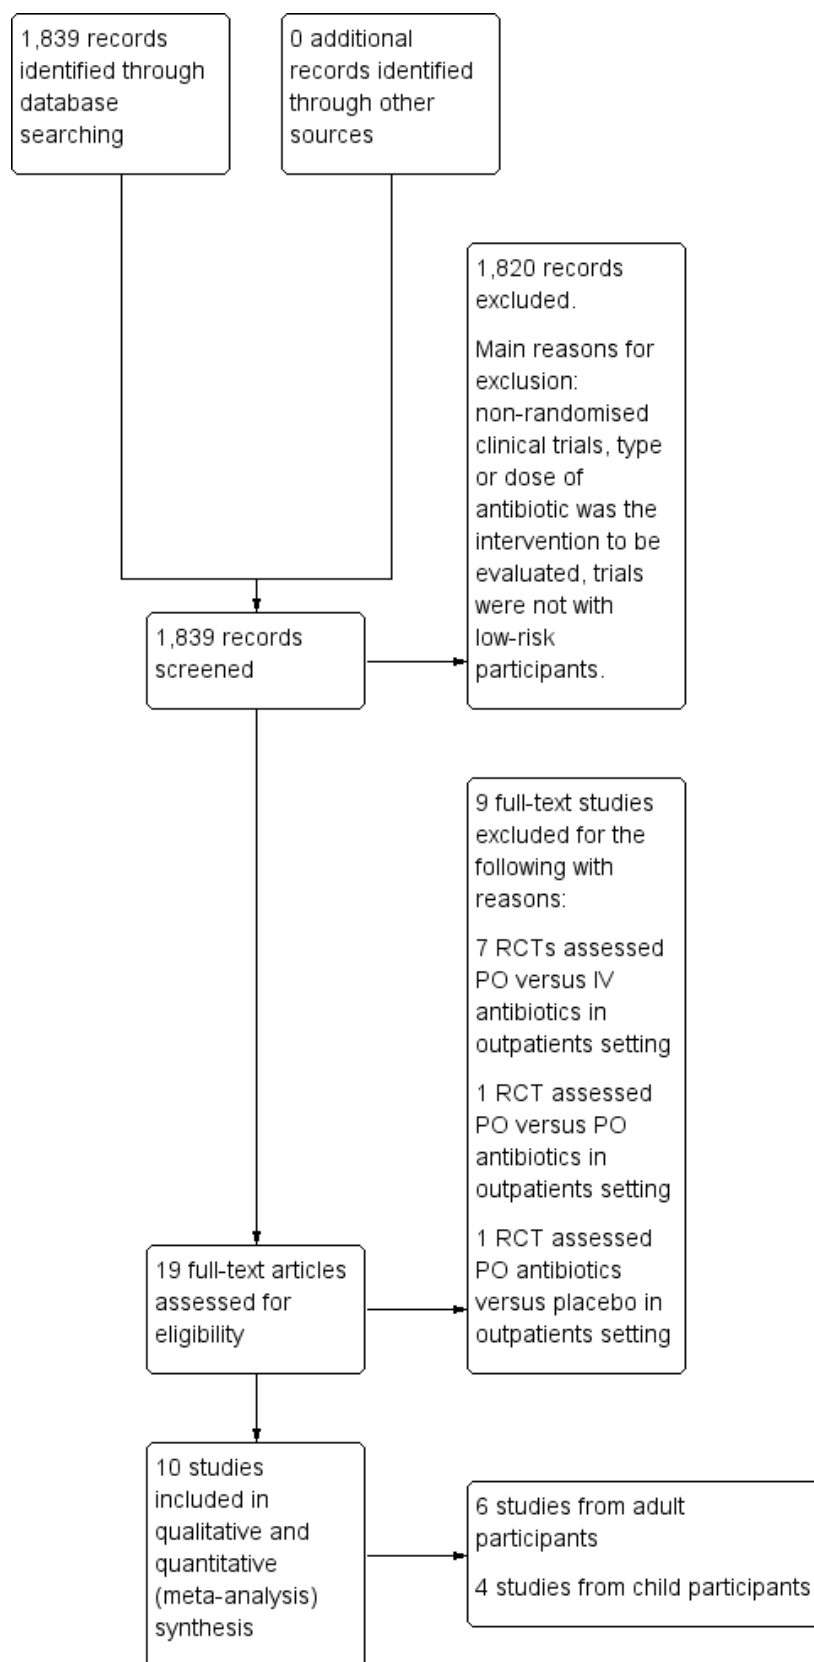 1,839 records
identified through
database
searching
0 additional
records identified
through other
sources
1,820 records
excluded.
Main reasons for
exclusion:
non-randomised
clinical trials, type
or dose of
antibiotic was the
intervention to be
evaluated, trials
were not with
low-risk
participants.
1,839 records
screened
9 full-text studies
excluded for the
following with
reasons:
7 RCTs assessed
PO versus IV
antibiotics in
outpatients setting
1 RCT assessed
PO versus PO
antibiotics in
outpatients setting
1 RCT assessed
PO antibiotics
versus placebo in
outpatients setting
19 full-text articles
assessed for
eligibility
10 studies
included in
qualitative and
quantitative
(meta-analysis)
synthesis
6 studies from adult
participants
4 studies from child participants